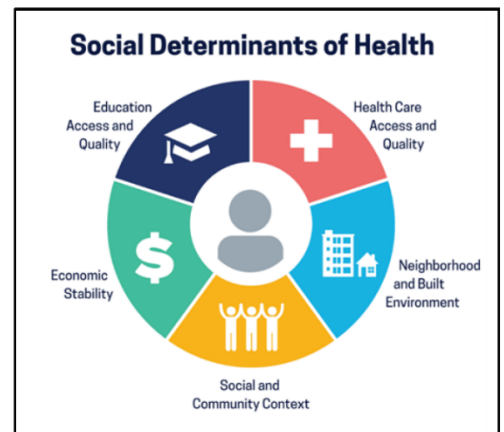 Social Determinants of Health
Education
Access and
Quality
Health Care
Access and
Quality
Economic
Stability
$
Neighborhood
and Built
Environment
Social and
Community Context